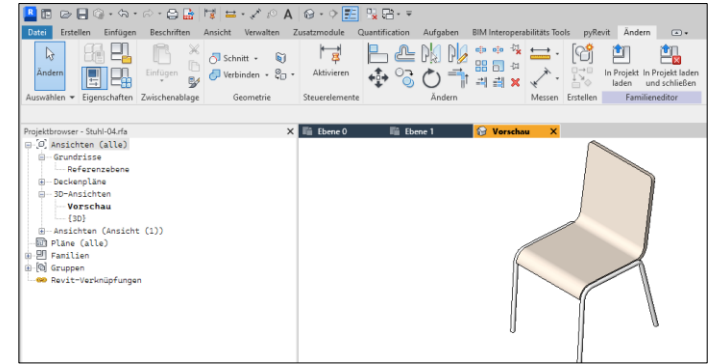 R
A
Datei Erstellen Einfügen Beschriften Ansicht Verwalten Zusatzmodule Quantification Aufgaben BIM Interoperabilitäts Tools pyRevit Ändern
Ändern Einfügen Schnitt Aktivieren In Projekt laden In Projekt laden und schließen
Verbinden
Auswählen Eigenschaften Zwischenablage Geometrie Steuerelemente Ändern Messen Erstellen Familieneditor
Projektbrowser - Stuhl-04.rfa X Ebene 0 Ebene 1 Vorschau X
Ansichten (alle)
Grundrisse
Referenzebene
Deckenpläne
3D-Ansichten
Vorschau
{3D}
Ansichten (Ansicht (1))
Pläne (alle)
Familien
Gruppen
Revit-Verknüpfungen